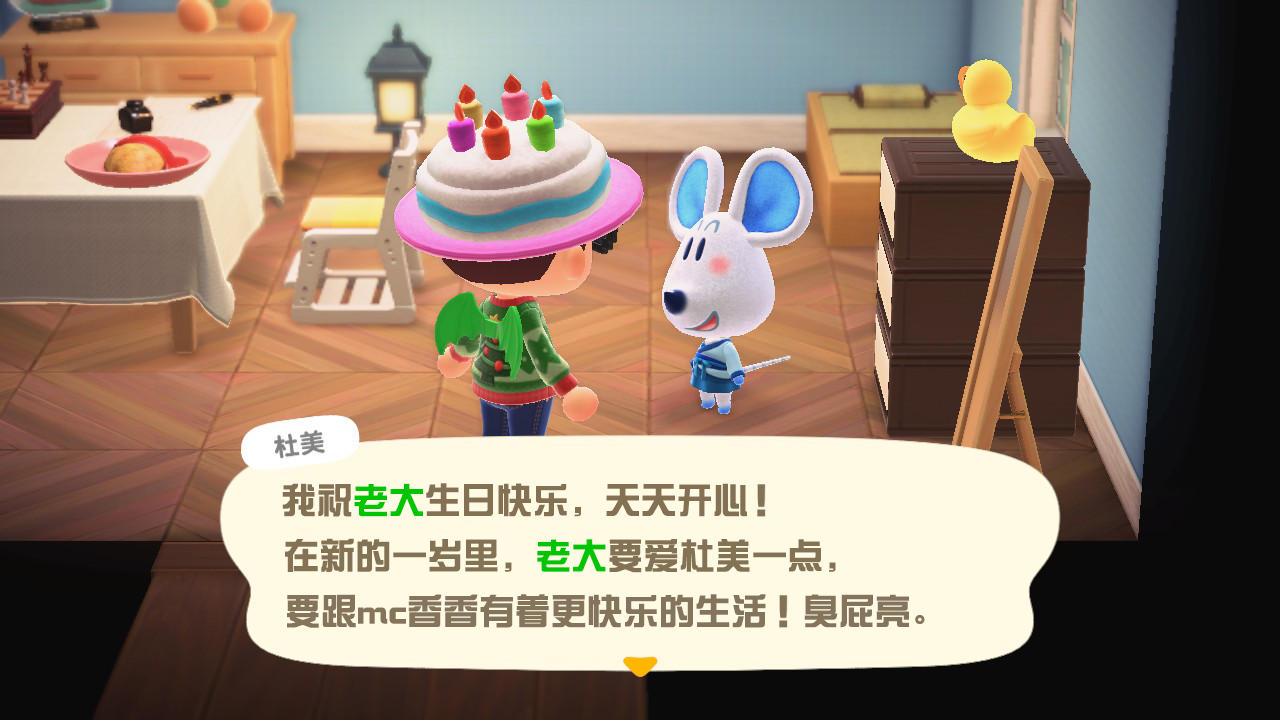 杜美
我祝老大生日快乐，天天开心！
在新的一岁里，老大要爱杜美一点，
要跟mc香香有着更快乐的生活！臭屁亮。